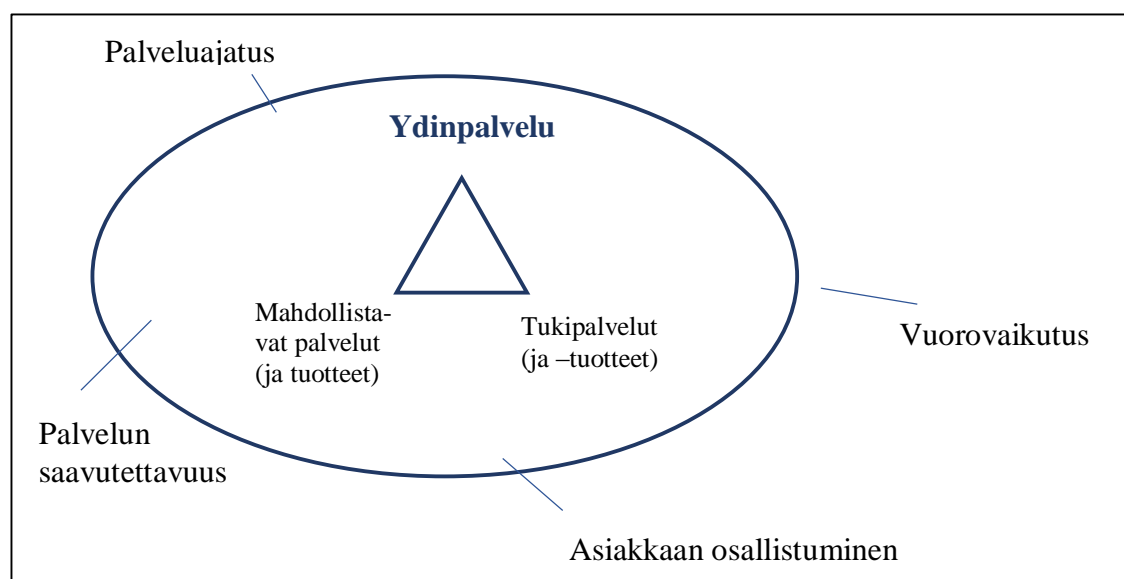 Palveluajatus
Ydinpalvelu
Mahdollista-
vat palvelut
(ja tuotteet)
Tukipalvelut
(ja –tuotteet)
Vuorovaikutus
Palvelun
saavutettavuus
Asiakkaan osallistuminen